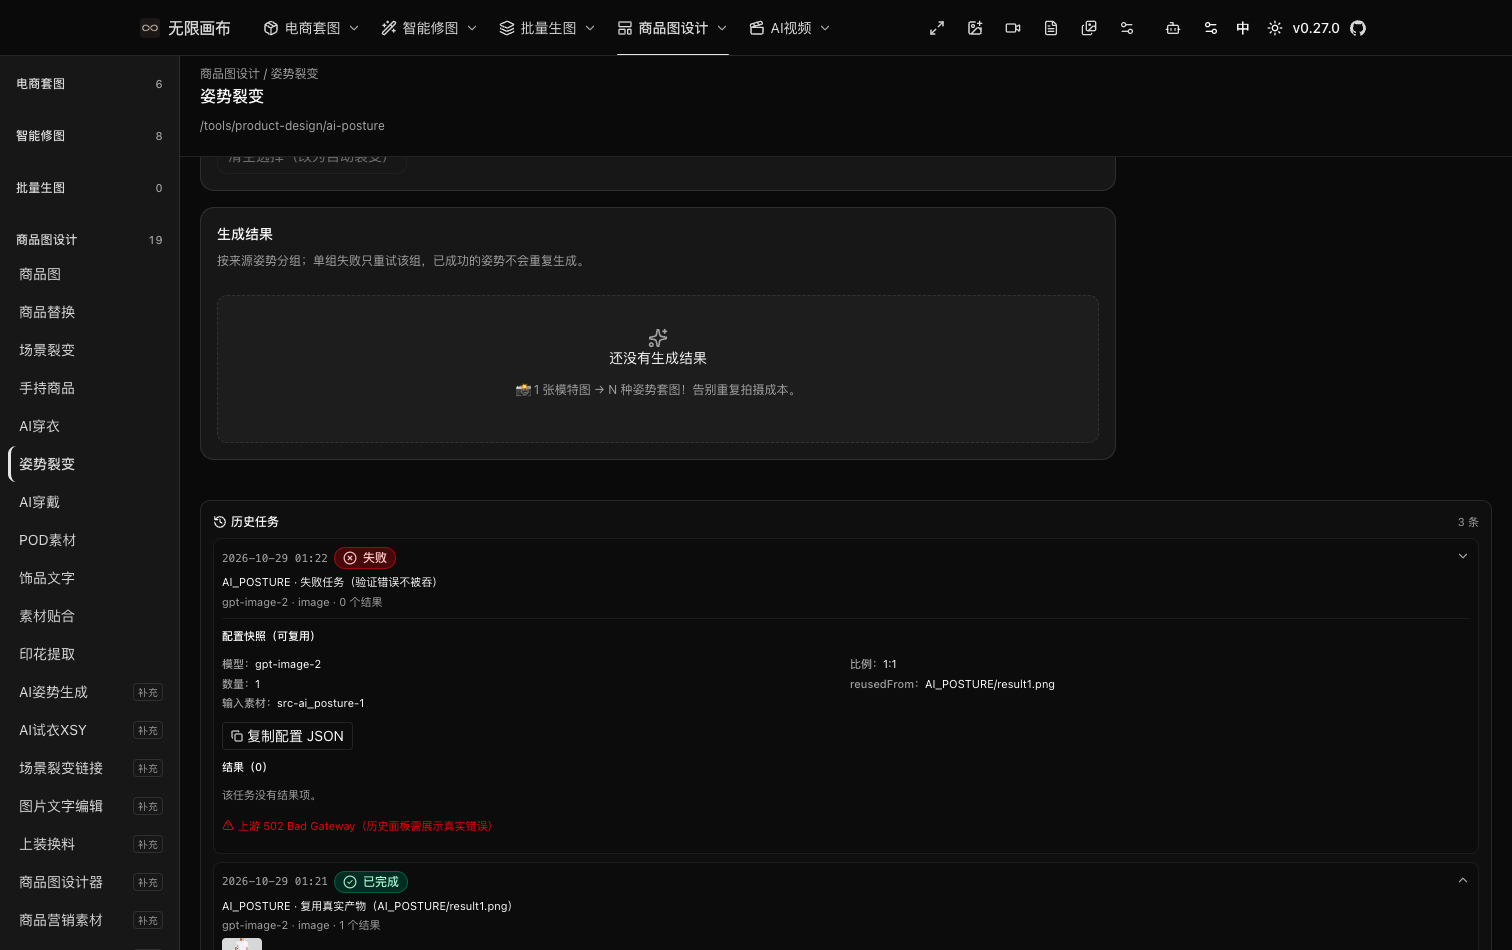 无限画布
电商套图
智能修图
批量生图
商品图设计
AI视频
中
v0.27.0
电商套图 6
智能修图 8
批量生图 0
商品图设计 19
商品图
商品替换
场景裂变
手持商品
AI穿衣
姿势裂变
AI穿戴
POD素材
饰品文字
素材贴合
印花提取
AI姿势生成 补充
AI试衣XSY 补充
场景裂变链接 补充
图片文字编辑 补充
上装换料 补充
商品图设计器 补充
商品营销素材 补充
商品图设计 / 姿势裂变
姿势裂变
/tools/product-design/ai-posture
清空选择（改为自动裂变）
生成结果
按来源姿势分组；单组失败只重试该组，已成功的姿势不会重复生成。
还没有生成结果
📸 1 张模特图 → N 种姿势套图！告别重复拍摄成本。
历史任务 3 条
2026-10-29 01:22 失败
AI_POSTURE · 失败任务（验证错误不被吞）
gpt-image-2 · image · 0 个结果
配置快照（可复用）
模型：gpt-image-2 比例：1:1
数量：1 reusedFrom：AI_POSTURE/result1.png
输入素材：src-ai_posture-1
复制配置 JSON
结果（0）
该任务没有结果项。
上游 502 Bad Gateway（历史面板需展示真实错误）
2026-10-29 01:21 已完成
AI_POSTURE · 复用真实产物（AI_POSTURE/result1.png）
gpt-image-2 · image · 1 个结果